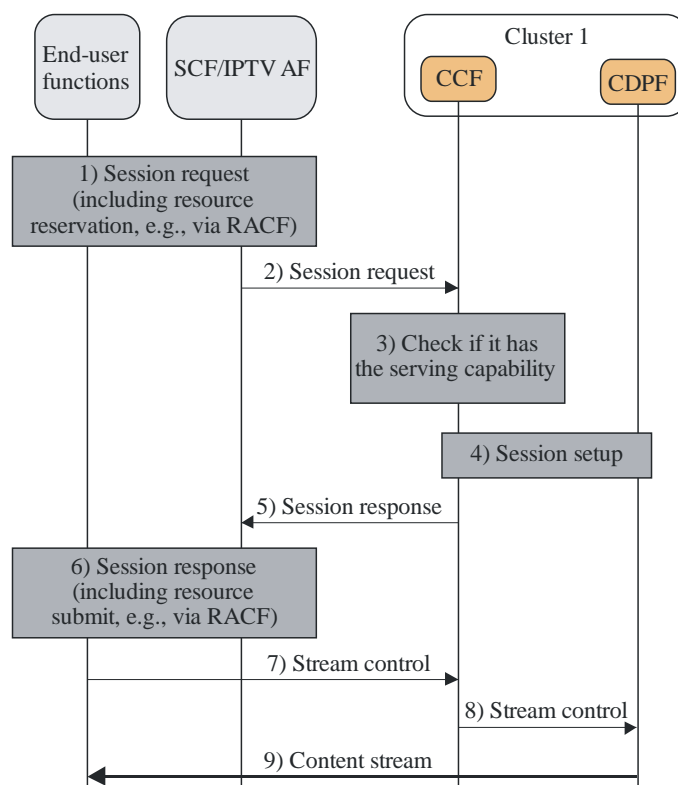 End-user
functions
SCF/IPTV AF
Cluster 1
CCF
CDPF
1) Session request
(including resource
reservation, e.g., via RACF)
2) Session request
3) Check if it has
the serving capability
4) Session setup
5) Session response
6) Session response
(including resource
submit, e.g., via RACF)
7) Stream control
8) Stream control
9) Content stream